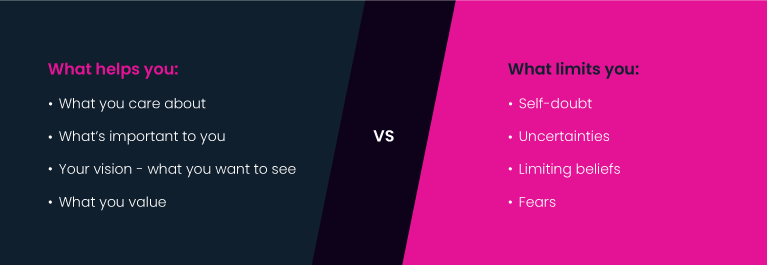 What helps you:
• What you care about
• What’s important to you
• Your vision - what you want to see
• What you value
VS
What limits you:
• Self-doubt
• Uncertainties
• Limiting beliefs
• Fears